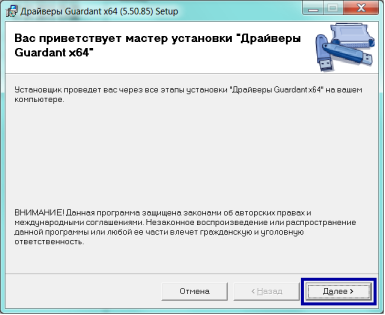 Драйверы Guardant x64 (5.50.85) Setup
Вас приветствует мастер установки "Драйверы
Guardant x64"
Установщик проведет вас через все этапы установки "Драйверы Guardant x64" на вашем
компьютере.
ВНИМАНИЕ! Данная программа защищена законами об авторских правах и
международными соглашениями. Незаконное воспроизведение или распространение
данной программы или любой ее части влечет гражданскую и уголовную
ответственность.
Отмена < Назад Далее >